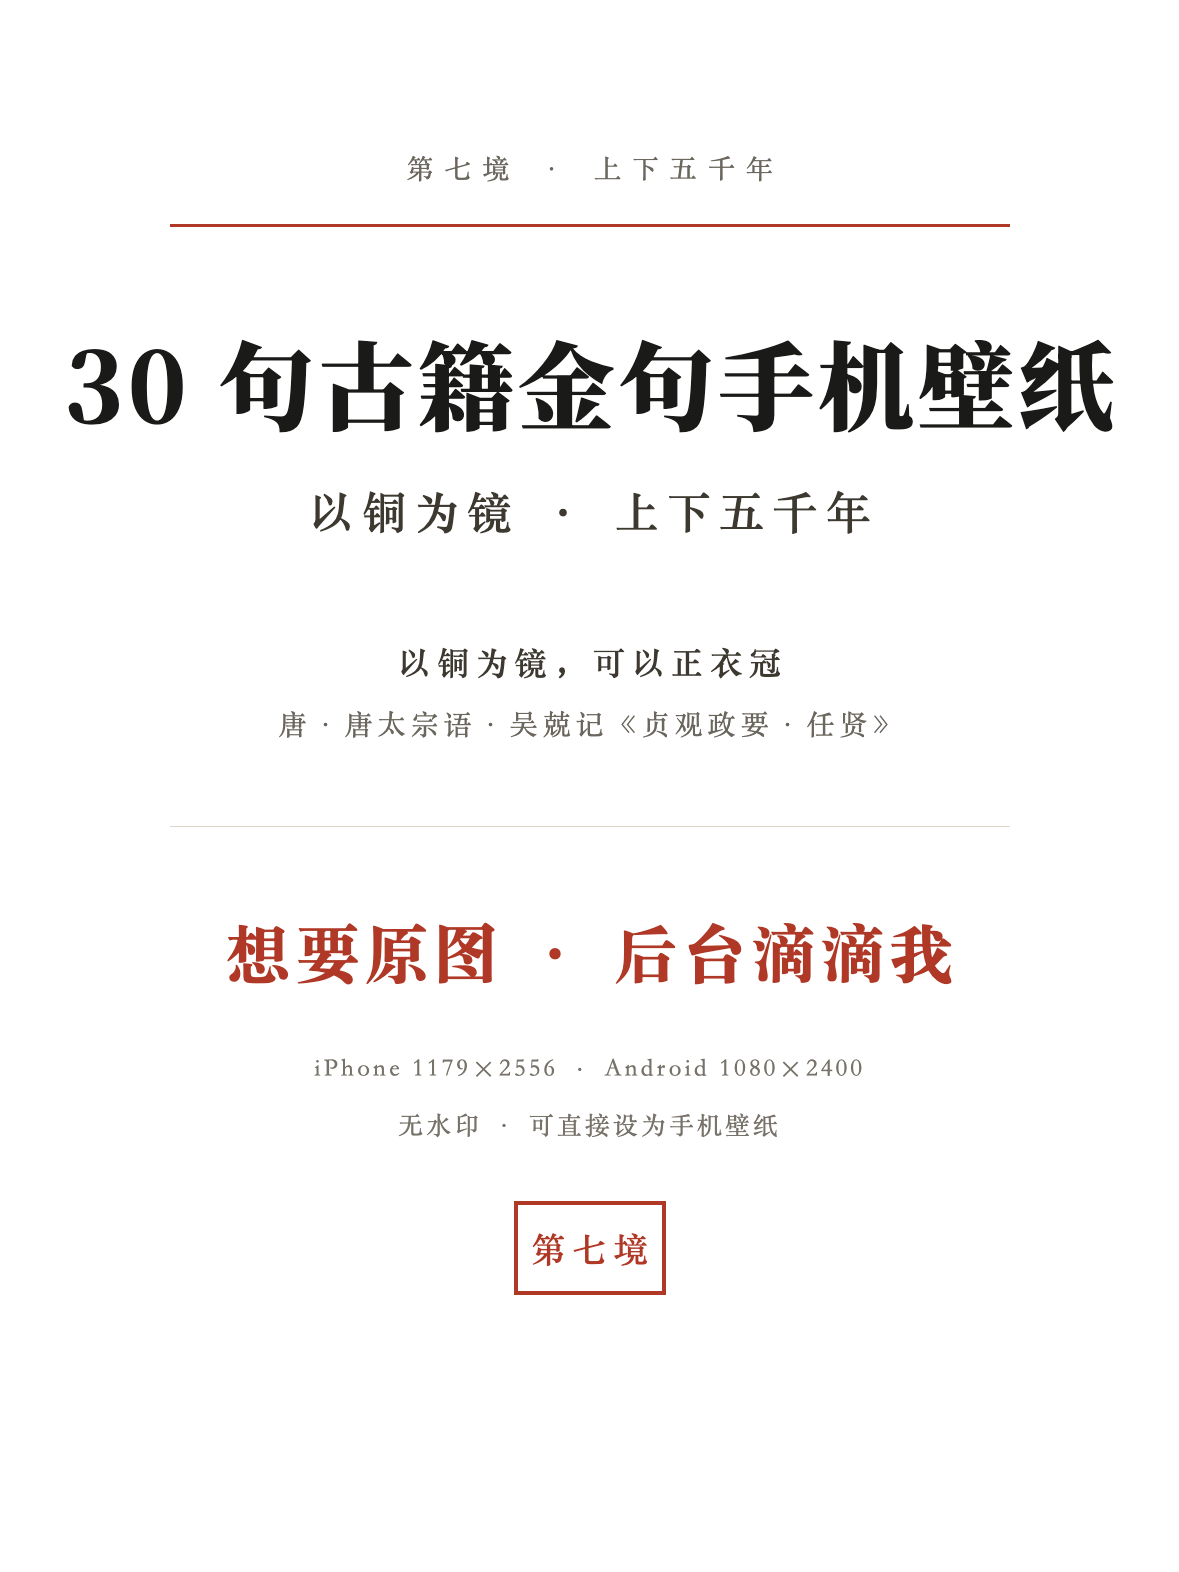 第七境 · 上下五千年
30 句古籍金句手机壁纸
以铜为镜 · 上下五千年
以铜为镜，可以正衣冠
唐 · 唐太宗语 · 吴兢记《贞观政要 · 任贤》
想要原图 · 后台滴滴我
iPhone 1179×2556 · Android 1080×2400
无水印 · 可直接设为手机壁纸
第七境